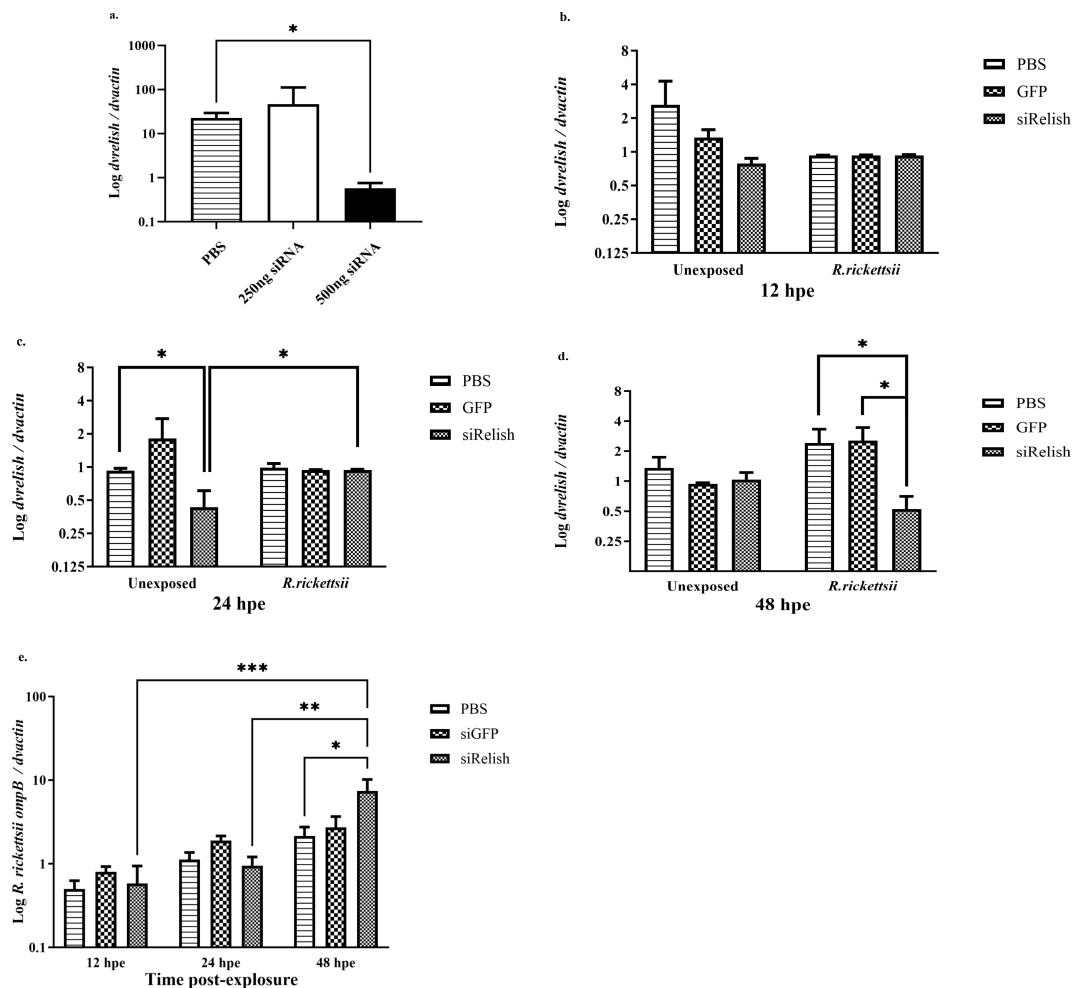 a.
*
1000
100
10
1
0.1
Log dvrelish / dvactin
PBS
250ng siRNA
500ng siRNA
b.
8
4
2
1
0.5
0.25
0.125
Log dvrelish / dvactin
Unexposed
R.rickettsii
12 hpe
PBS
GFP
siRelish
c.
*
*
8
4
2
1
0.5
0.25
0.125
Log dvrelish / dvactin
Unexposed
R.rickettsii
24 hpe
PBS
GFP
siRelish
d.
*
*
8
4
2
1
0.5
0.25
Log dvrelish / dvactin
Unexposed
R.rickettsii
48 hpe
PBS
GFP
siRelish
e.
***
**
*
100
10
1
0.1
Log R. rickettsii ompB / dvactin
12 hpe
24 hpe
48 hpe
Time post-explosure
PBS
siGFP
siRelish